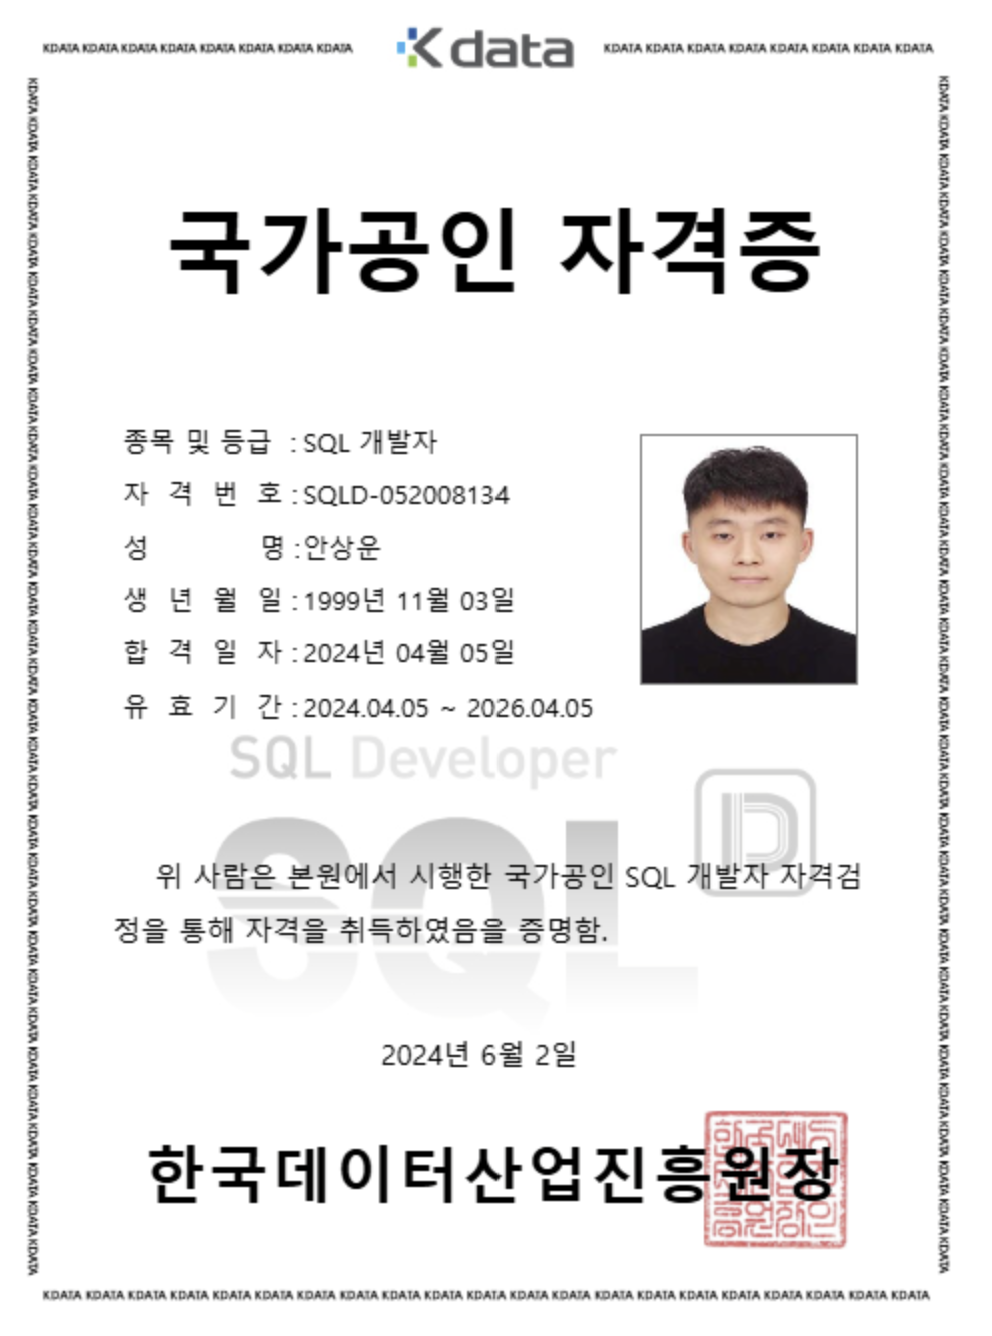 KDATA KDATA KDATA KDATA KDATA KDATA KDATA KDATA
K data
KDATA KDATA KDATA KDATA KDATA KDATA KDATA KDATA
국가공인 자격증
종목 및 등급 : SQL 개발자
자 격 번 호 : SQLD-052008134
성 명 : 안상운
생 년 월 일 : 1999년 11월 03일
합 격 일 자 : 2024년 04월 05일
유 효 기 간 : 2024.04.05 ~ 2026.04.05
SQL Developer
SQL
D
위 사람은 본원에서 시행한 국가공인 SQL 개발자 자격검
정을 통해 자격을 취득하였음을 증명함.
2024년 6월 2일
한국데이터산업진흥원장
KDATA KDATA KDATA KDATA KDATA KDATA KDATA KDATA KDATA KDATA KDATA KDATA KDATA KDATA KDATA KDATA KDATA KDATA KDATA KDATA KDATA